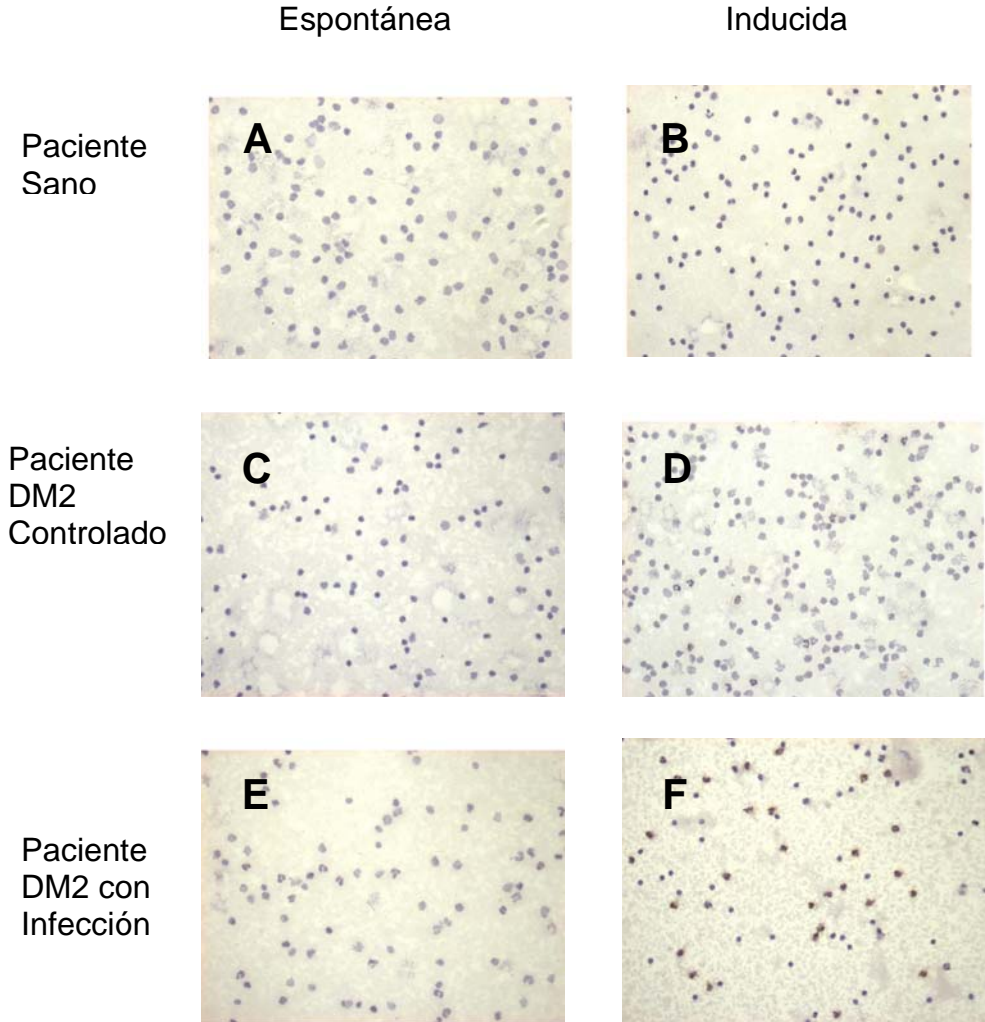 Espontánea Inducida
Paciente
Sano
A
B
Paciente
DM2
Controlado
C
D
Paciente
DM2 con
Infección
E
F